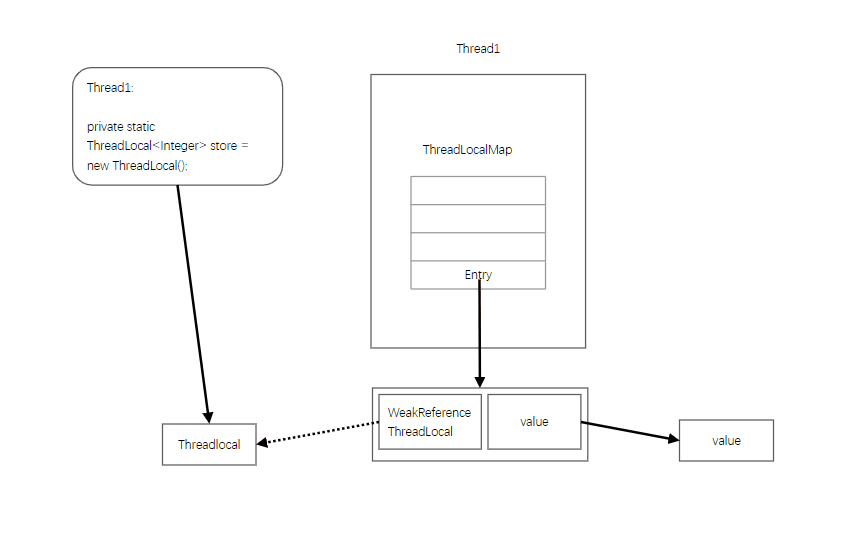 Thread1
Thread1:
private static
ThreadLocal<Integer> store =
new ThreadLocal();
ThreadLocalMap
Entry
WeakReference
ThreadLocal
value
Threadlocal
value